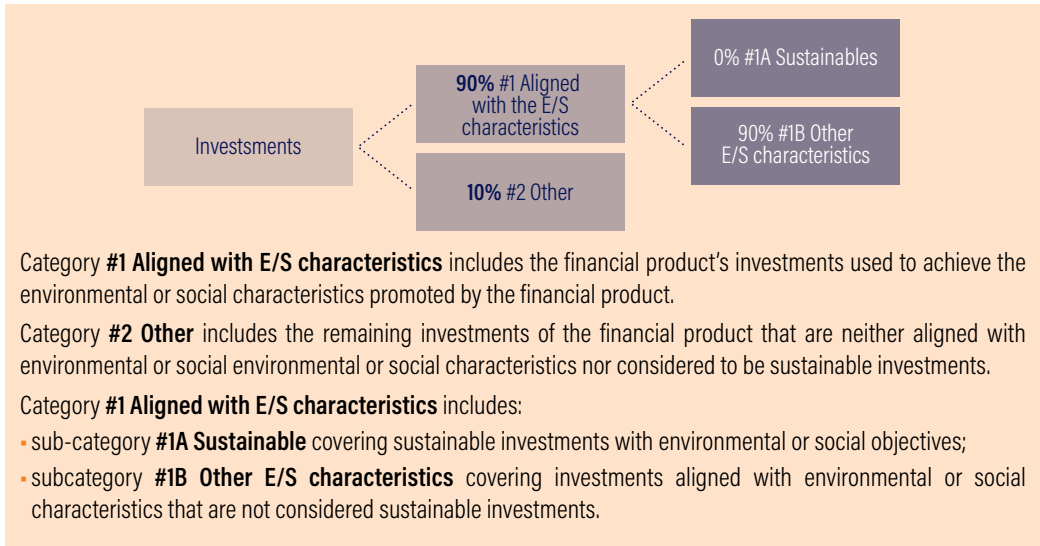 Investsments
90% #1 Aligned
with the E/S
characteristics
10% #2 Other
0% #1A Sustainables
90% #1B Other
E/S characteristics
Category #1 Aligned with E/S characteristics includes the financial product's investments used to achieve the
environmental or social characteristics promoted by the financial product.
Category #2 Other includes the remaining investments of the financial product that are neither aligned with
environmental or social environmental or social characteristics nor considered to be sustainable investments.
Category #1 Aligned with E/S characteristics includes:
▪ sub-category #1A Sustainable covering sustainable investments with environmental or social objectives;
▪ subcategory #1B Other E/S characteristics covering investments aligned with environmental or social
characteristics that are not considered sustainable investments.